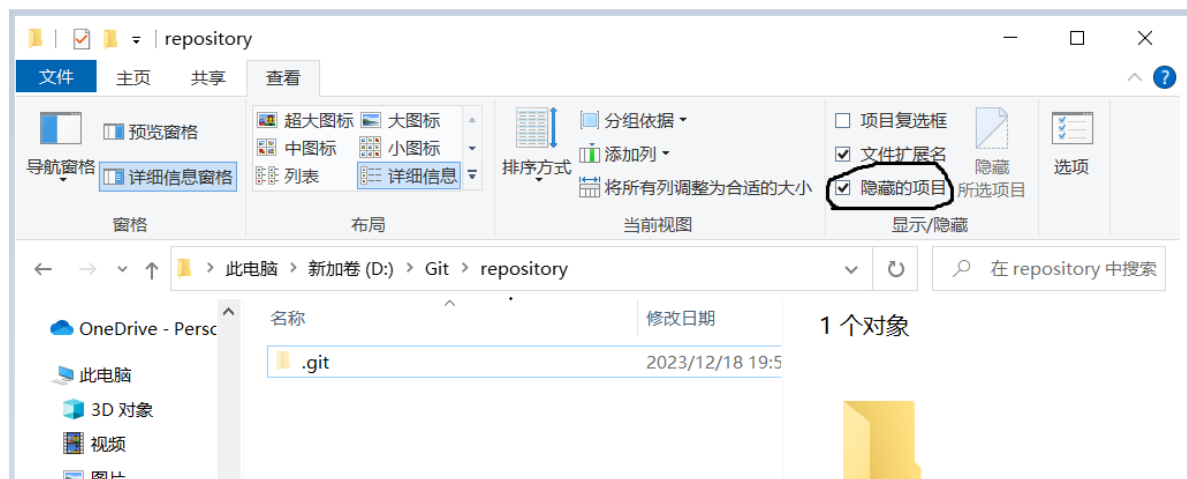 repository
文件 主页 共享 查看
预览窗格
导航窗格
详细信息窗格
窗格
超大图标 大图标
中图标 小图标
列表 详细信息
布局
排序方式
分组依据
添加列
将所有列调整为合适的大小
当前视图
项目复选框
文件扩展名
隐藏的项目
隐藏
所选项目
显示/隐藏
选项
此电脑 新加卷 (D:) Git repository
在 repository 中搜索
OneDrive - Persc
此电脑
3D 对象
视频
图片
名称 修改日期
.git 2023/12/18 19:5
1 个对象